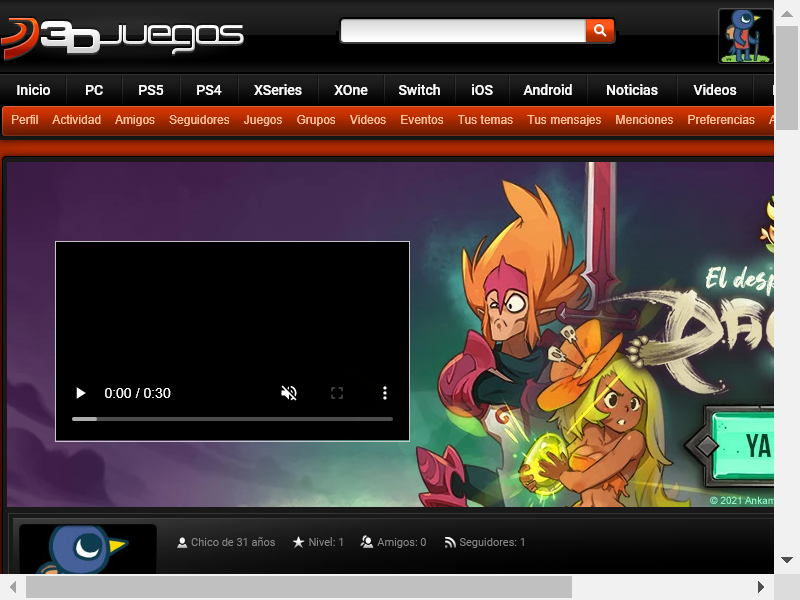 3DJuegos
Inicio PC PS5 PS4 XSeries XOne Switch iOS Android Noticias Videos
Perfil Actividad Amigos Seguidores Juegos Grupos Videos Eventos Tus temas Tus mensajes Menciones Preferencias
El desp
0:00 / 0:30
YA
© 2021 Ankam
Chico de 31 años Nivel: 1 Amigos: 0 Seguidores: 1